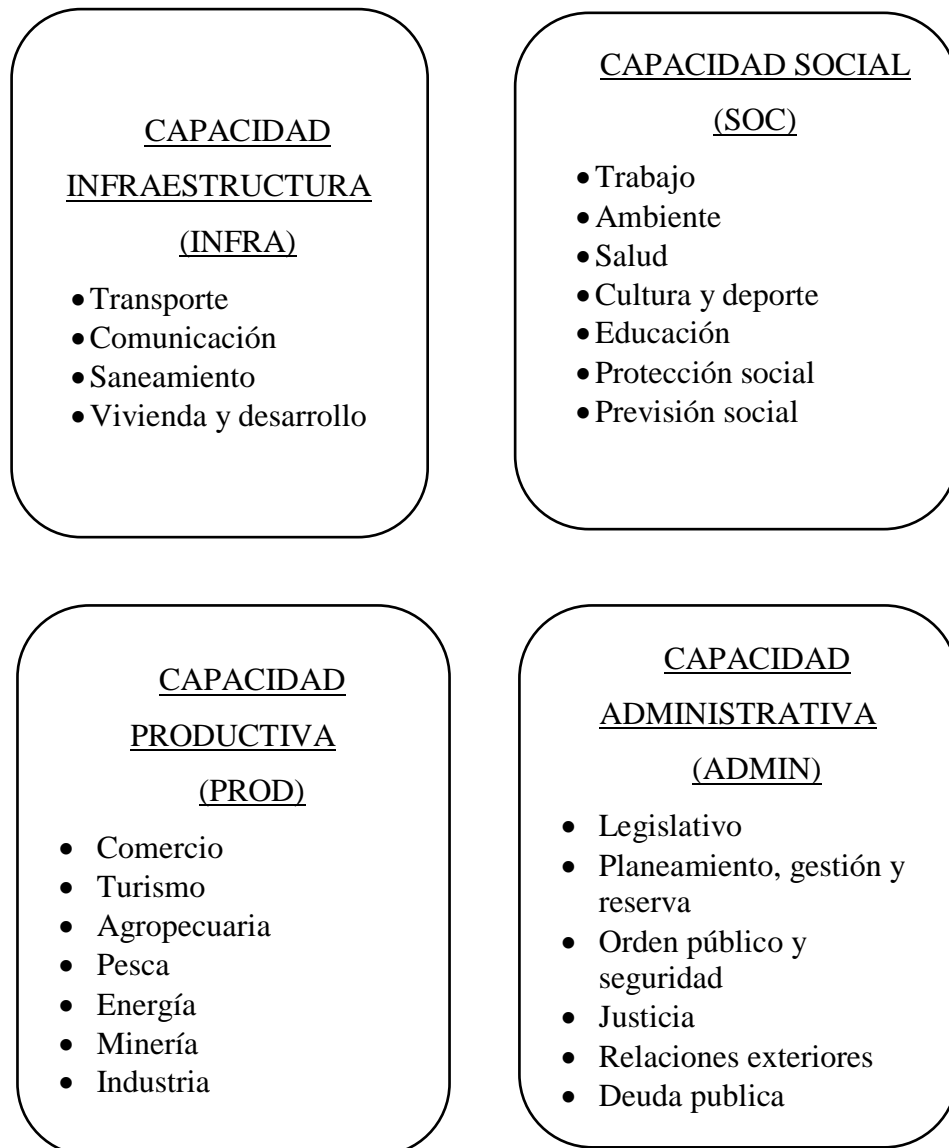 CAPACIDAD
INFRAESTRUCTURA
(INFRA)
• Transporte
• Comunicación
• Saneamiento
• Vivienda y desarrollo
CAPACIDAD SOCIAL
(SOC)
• Trabajo
• Ambiente
• Salud
• Cultura y deporte
• Educación
• Protección social
• Previsión social
CAPACIDAD
PRODUCTIVA
(PROD)
• Comercio
• Turismo
• Agropecuaria
• Pesca
• Energía
• Minería
• Industria
CAPACIDAD
ADMINISTRATIVA
(ADMIN)
• Legislativo
• Planeamiento, gestión y
reserva
• Orden público y
seguridad
• Justicia
• Relaciones exteriores
• Deuda publica